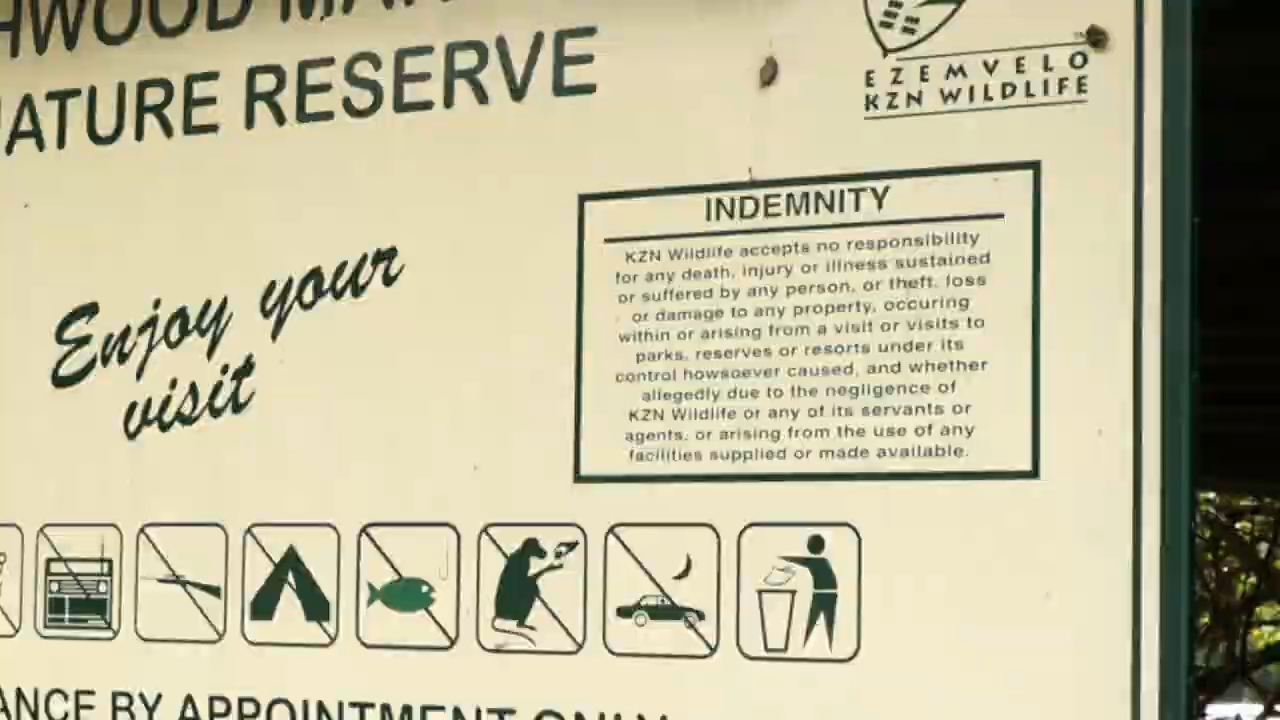 HWOOD MA
NATURE RESERVE
EZEMVELO
KZN WILDLIFE
Enjoy your
visit
INDEMNITY
KZN Wildlife accepts no responsibility
for any death, injury or illness sustained
or suffered by any person, or theft, loss
or damage to any property, occuring
within or arising from a visit or visits to
parks, reserves or resorts under its
control howsoever caused, and whether
allegedly due to the negligence of
KZN Wildlife or any of its servants or
agents, or arising from the use of any
facilities supplied or made available.
ANCE BY APPOINTMENT ONLY